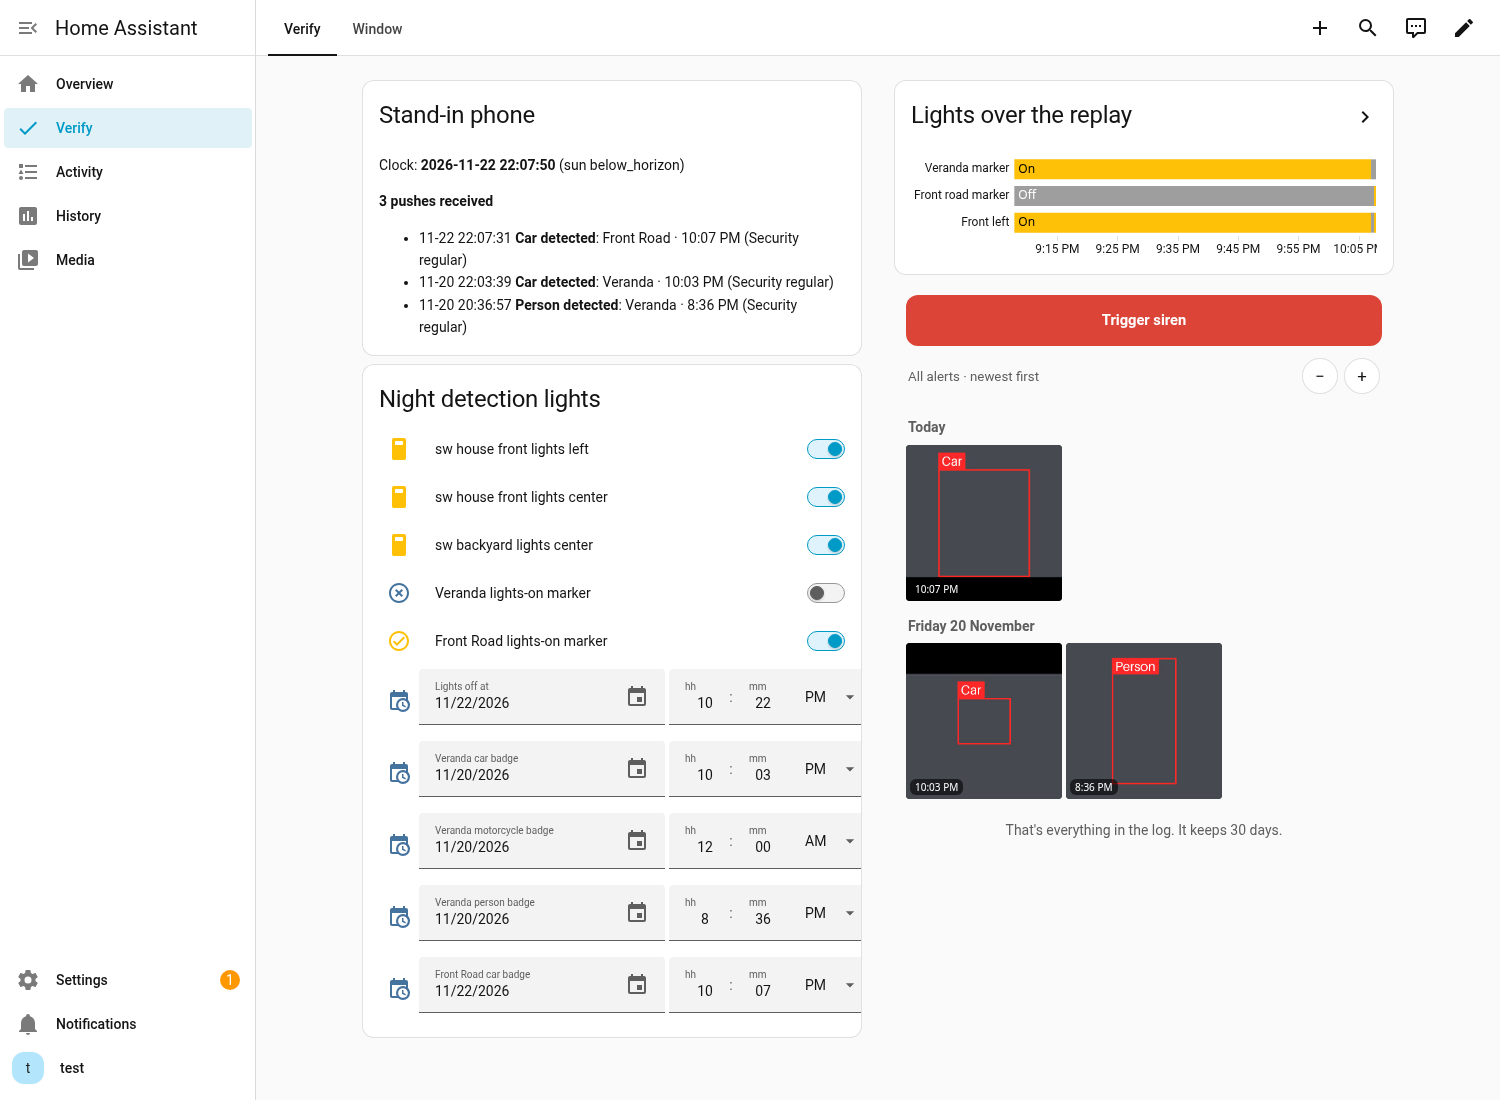 Home Assistant
Verify
Window
Overview
Verify
Activity
History
Media
Settings
1
Notifications
t
test
Stand-in phone
Clock: 2026-11-22 22:07:50 (sun below_horizon)
3 pushes received
• 11-22 22:07:31 Car detected: Front Road · 10:07 PM (Security
regular)
• 11-20 22:03:39 Car detected: Veranda · 10:03 PM (Security regular)
• 11-20 20:36:57 Person detected: Veranda · 8:36 PM (Security
regular)
Night detection lights
sw house front lights left
sw house front lights center
sw backyard lights center
Veranda lights-on marker
Front Road lights-on marker
Lights off at
11/22/2026
hh mm
10 : 22 PM
Veranda car badge
11/20/2026
hh mm
10 : 03 PM
Veranda motorcycle badge
11/20/2026
hh mm
12 : 00 AM
Veranda person badge
11/20/2026
hh mm
8 : 36 PM
Front Road car badge
11/22/2026
hh mm
10 : 07 PM
Lights over the replay
Veranda marker On
Front road marker Off
Front left On
9:15 PM 9:25 PM 9:35 PM 9:45 PM 9:55 PM 10:05 PM
Trigger siren
All alerts · newest first
− +
Today
Car
10:07 PM
Friday 20 November
Car
10:03 PM
Person
8:36 PM
That's everything in the log. It keeps 30 days.